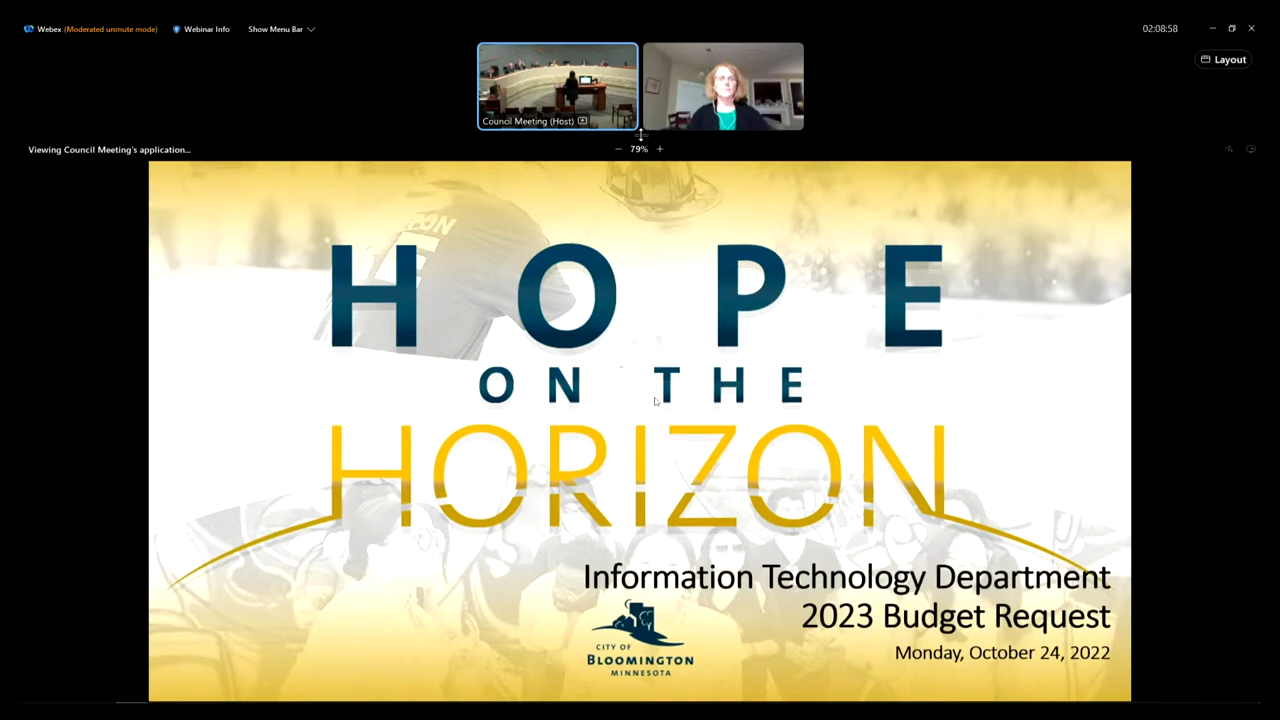 Webex (Moderated unmute mode) Webinar Info Show Menu Bar 02:08:58
Layout
Council Meeting (Host)
Viewing Council Meeting's application... 79%
ZON
HOPE
ON THE
HORIZON
Information Technology Department
2023 Budget Request
Monday, October 24, 2022
CITY OF
BLOOMINGTON
MINNESOTA